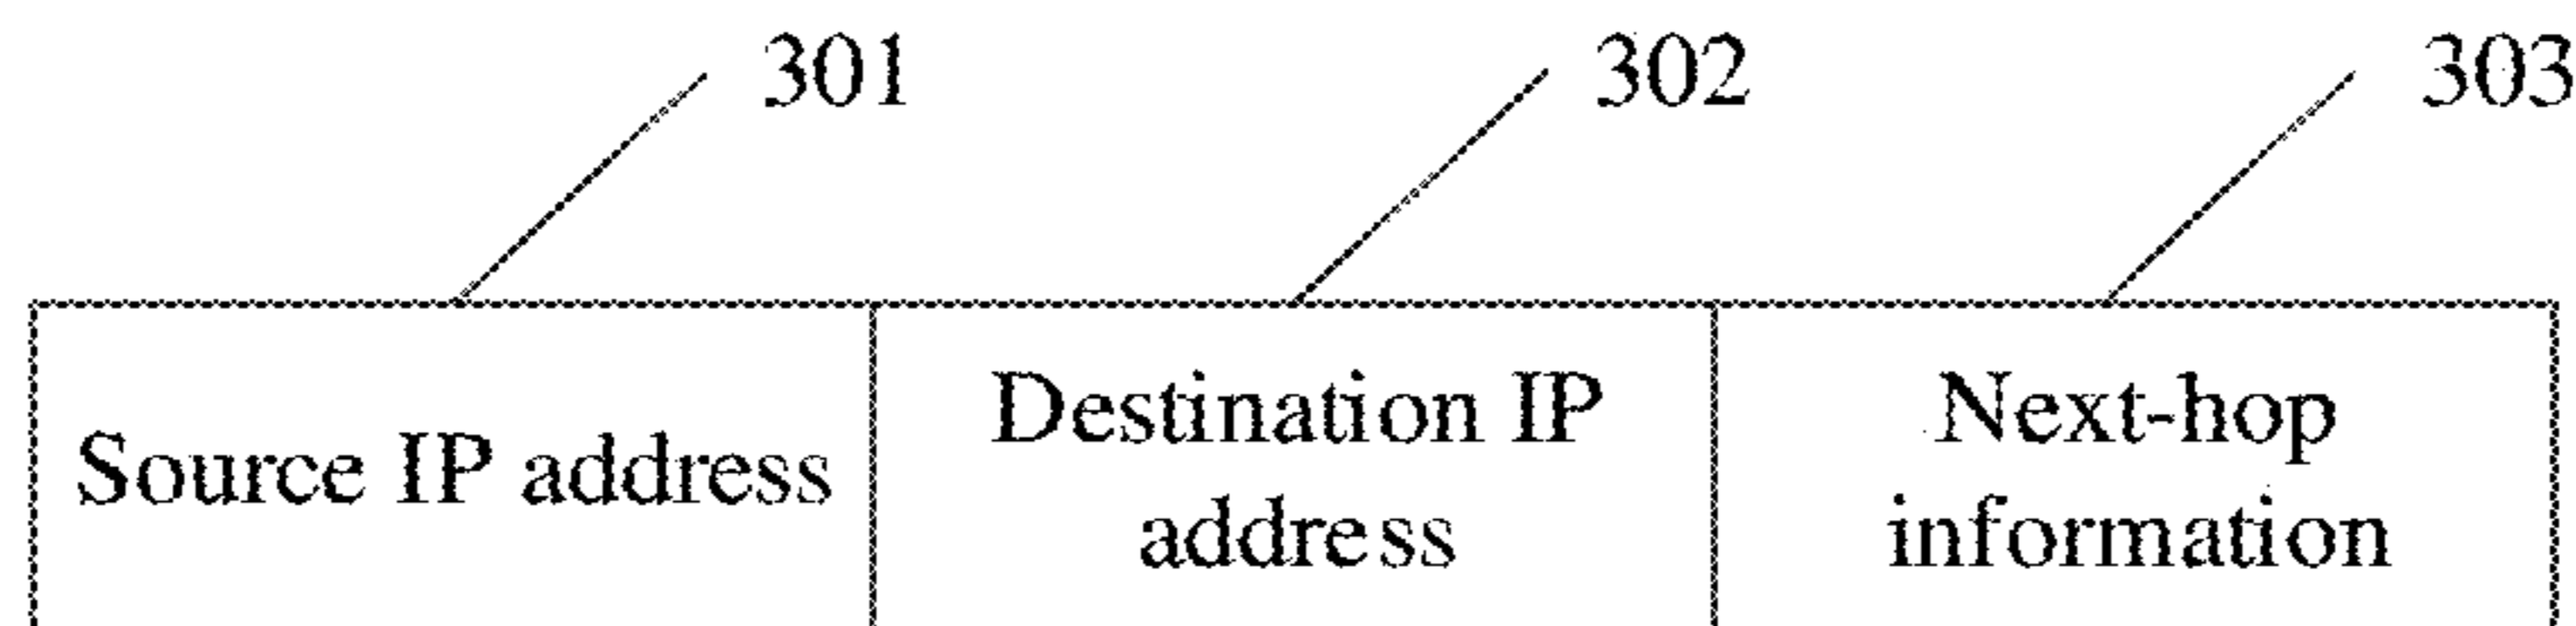 301
302
303
Source IP address
Destination IP
address
Next-hop
information